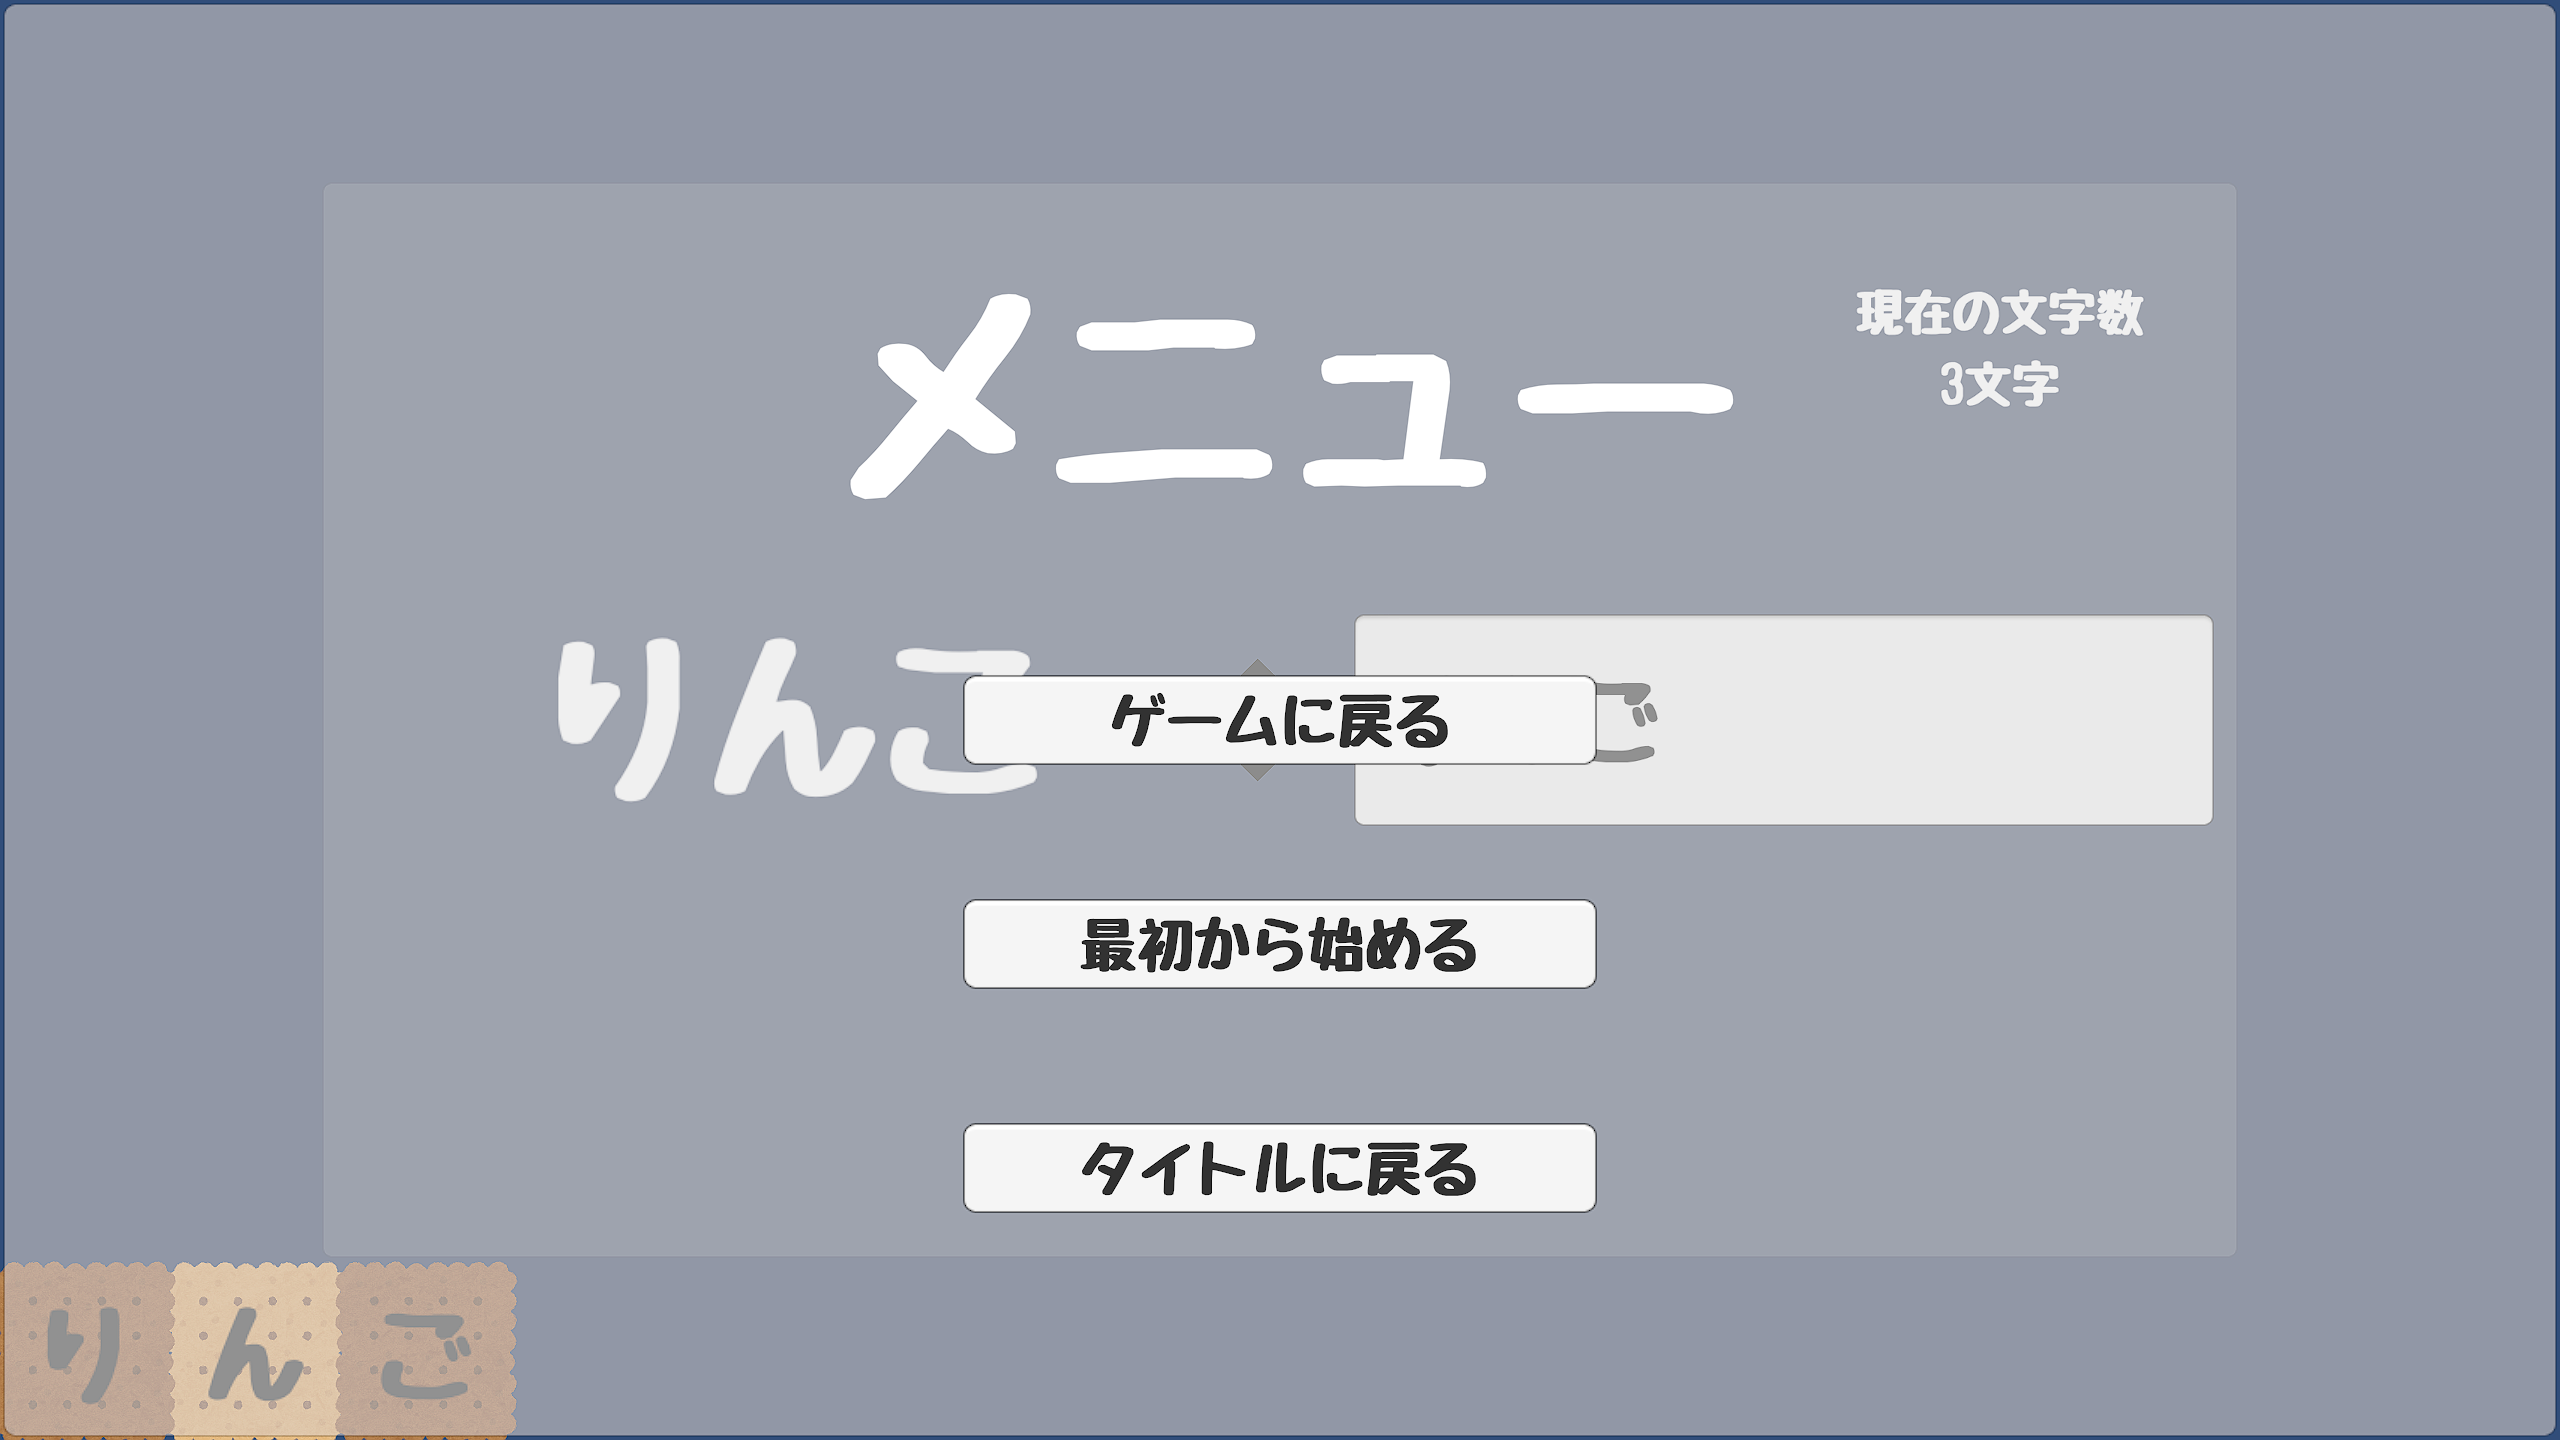 メニュー
現在の文字数
3文字
りんこ
ご
ゲームに戻る
最初から始める
タイトルに戻る
りんご